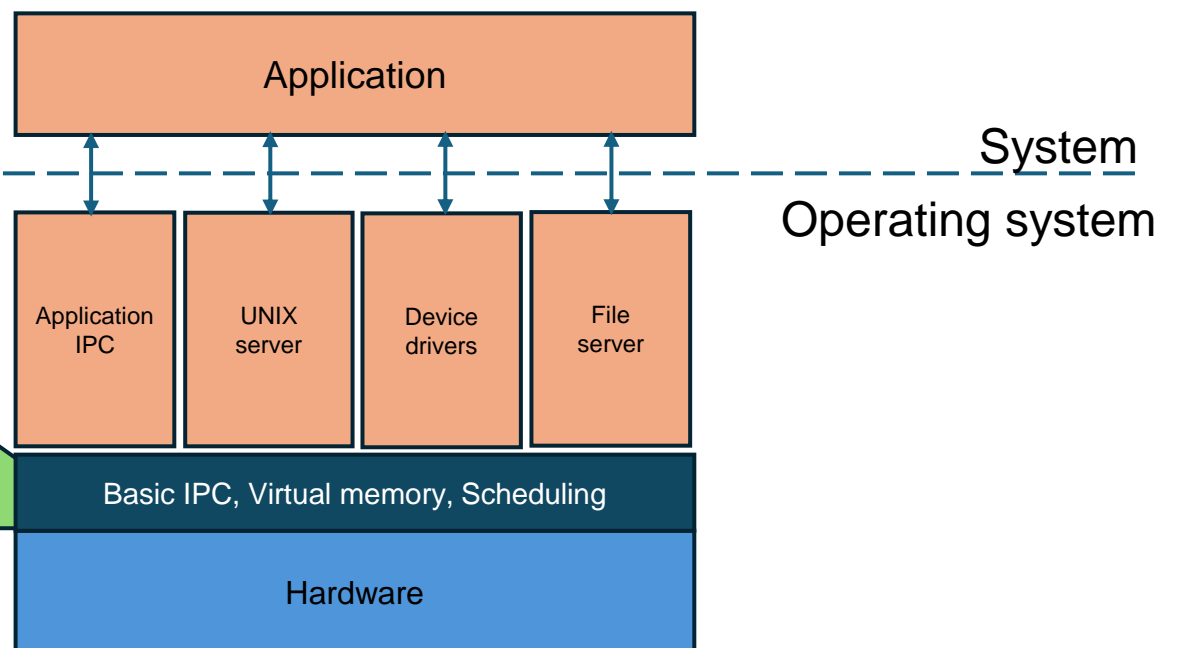 Application
System
Operating system
Application
IPC
UNIX
server
Device
drivers
File
server
Basic IPC, Virtual memory, Scheduling
Hardware